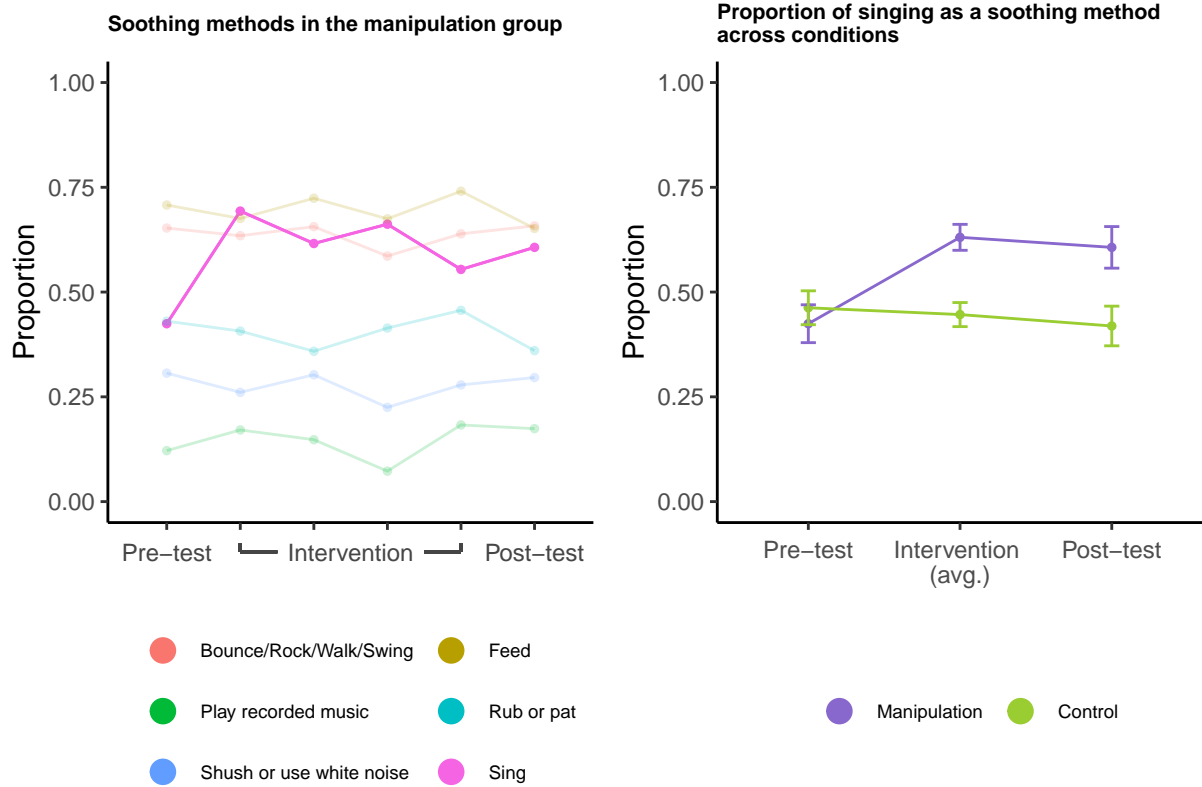 Soothing methods in the manipulation group
Proportion
1.00
0.75
0.50
0.25
0.00
Pre−test
Intervention
Post−test
Bounce/Rock/Walk/Swing
Feed
Play recorded music
Rub or pat
Shush or use white noise
Sing
Proportion of singing as a soothing method
across conditions
Proportion
1.00
0.75
0.50
0.25
0.00
Pre−test
Intervention
(avg.)
Post−test
Manipulation
Control